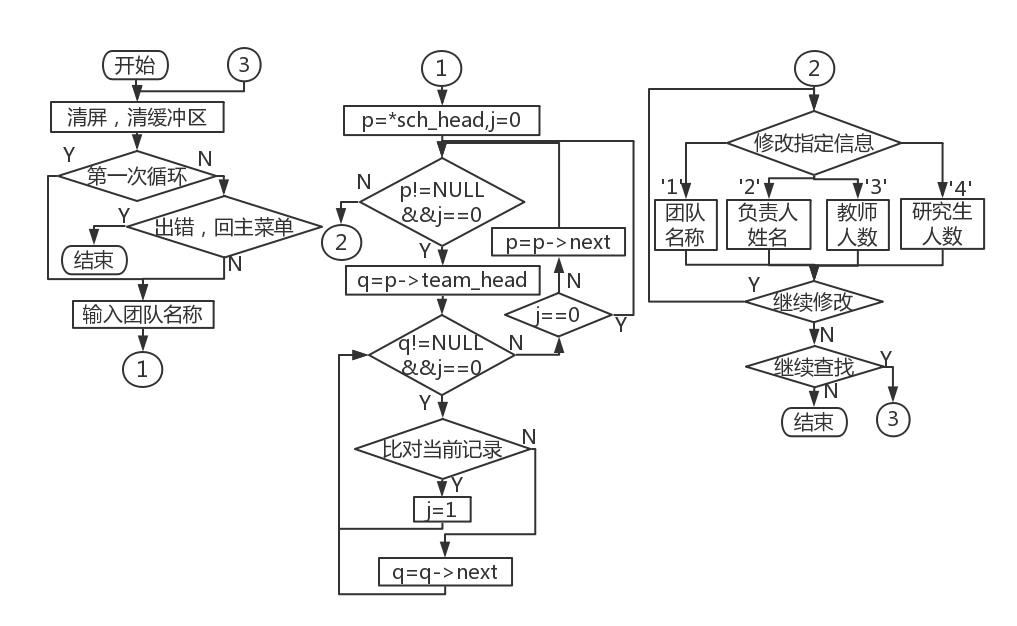 开始
3
清屏，清缓冲区
Y
第一次循环
N
Y
出错，回主菜单
结束
N
输入团队名称
1
1
p=*sch_head,j=0
N
p!=NULL
&&j==0
2
Y
p=p->next
q=p->team_head
N
j==0
Y
q!=NULL
&&j==0
N
Y
比对当前记录
N
Y
j=1
q=q->next
2
修改指定信息
'1'
'2'
'3'
'4'
团队
名称
负责人
姓名
教师
人数
研究生
人数
Y
继续修改
N
继续查找
Y
N
结束
3